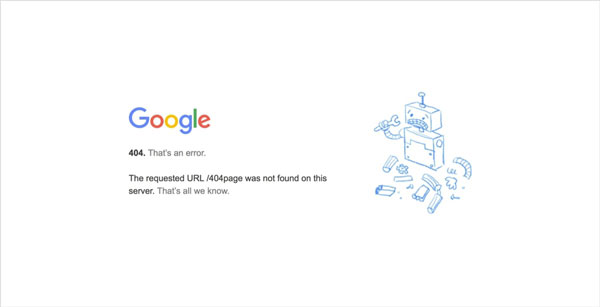 Google
404. That’s an error.
The requested URL /404page was not found on this
server. That’s all we know.